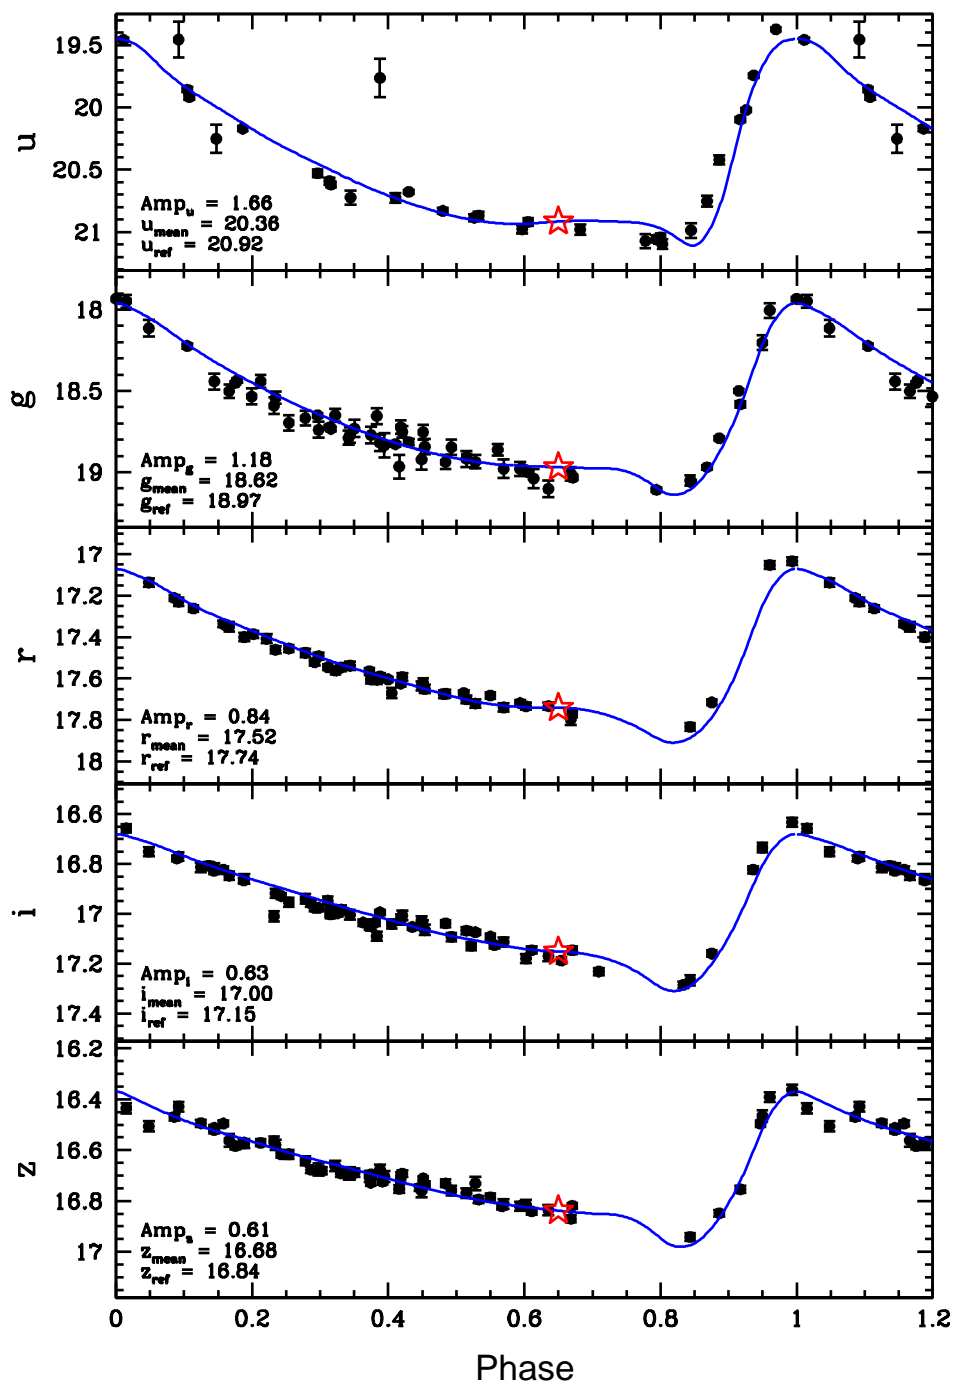 19.5
20
20.5
21
u
Amp_u = 1.66
u_mean = 20.36
u_ref = 20.92
18
18.5
19
g
Amp_g = 1.18
g_mean = 18.62
g_ref = 18.97
17
17.2
17.4
17.6
17.8
18
r
Amp_r = 0.84
r_mean = 17.52
r_ref = 17.74
16.6
16.8
17
17.2
17.4
i
Amp_i = 0.63
i_mean = 17.00
i_ref = 17.15
16.2
16.4
16.6
16.8
17
z
Amp_z = 0.61
z_mean = 16.68
z_ref = 16.84
0 0.2 0.4 0.6 0.8 1 1.2
Phase